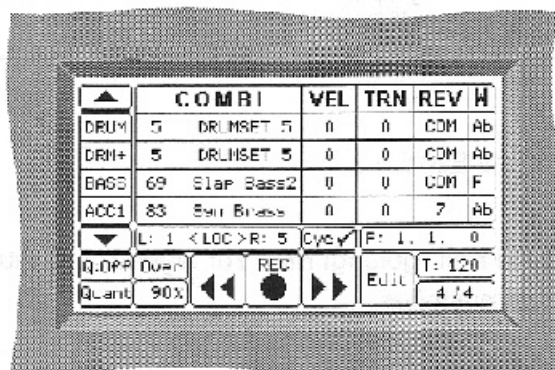 COMBI VEL TRN REV W
DRUM 5 DRUMSET 5 0 0 COM Ab
DRM+ 5 DRUMSET 5 0 0 COM Ab
BASS 69 Slap Bass2 0 0 COM F
ACC1 83 Syn Brass 0 0 7 Ab
L: 1 <LOC>R: 5 Cyc✓ P: 1. 1. 0
Q.Off Over REC Edit T: 120
Quant 90% 4/4